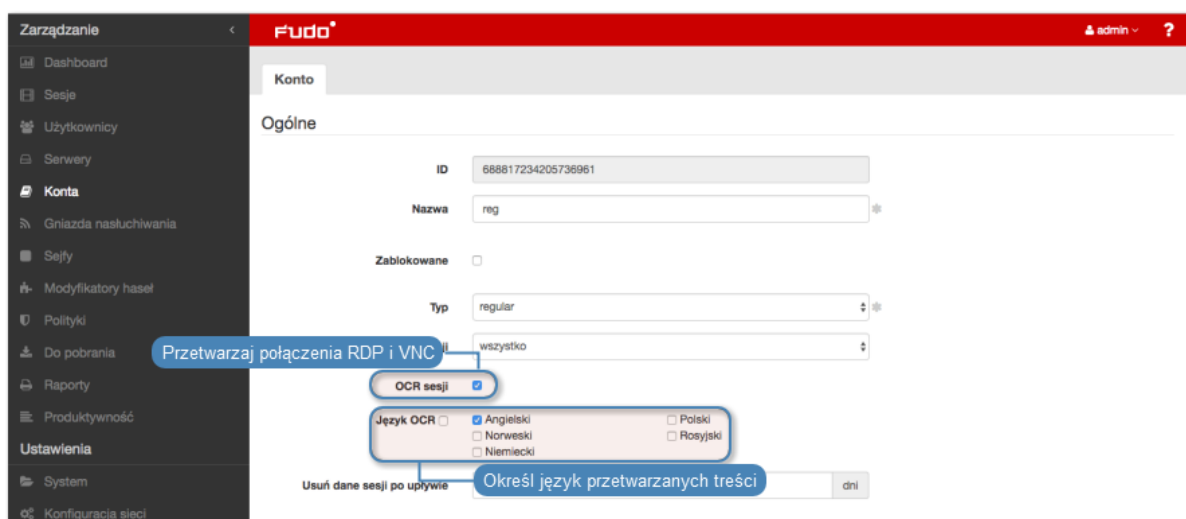 Zarządzanie
Fudo
admin
?
Dashboard
Konto
Sesje
Użytkownicy
Ogólne
Serwery
ID
688817234205736961
Konta
Nazwa
reg
Gniazda nasłuchiwania
Sejfy
Zablokowane
Modyfikatory haseł
Typ
regular
Polityki
Do pobrania
Przetwarzaj połączenia RDP i VNC
wszystko
Raporty
OCR sesji
Produktywność
Język OCR
Angielski
Polski
Norweski
Rosyjski
Niemiecki
Ustawienia
System
Usuń dane sesji po upływie
Określ język przetwarzanych treści
dni
Konfiguracja sieci